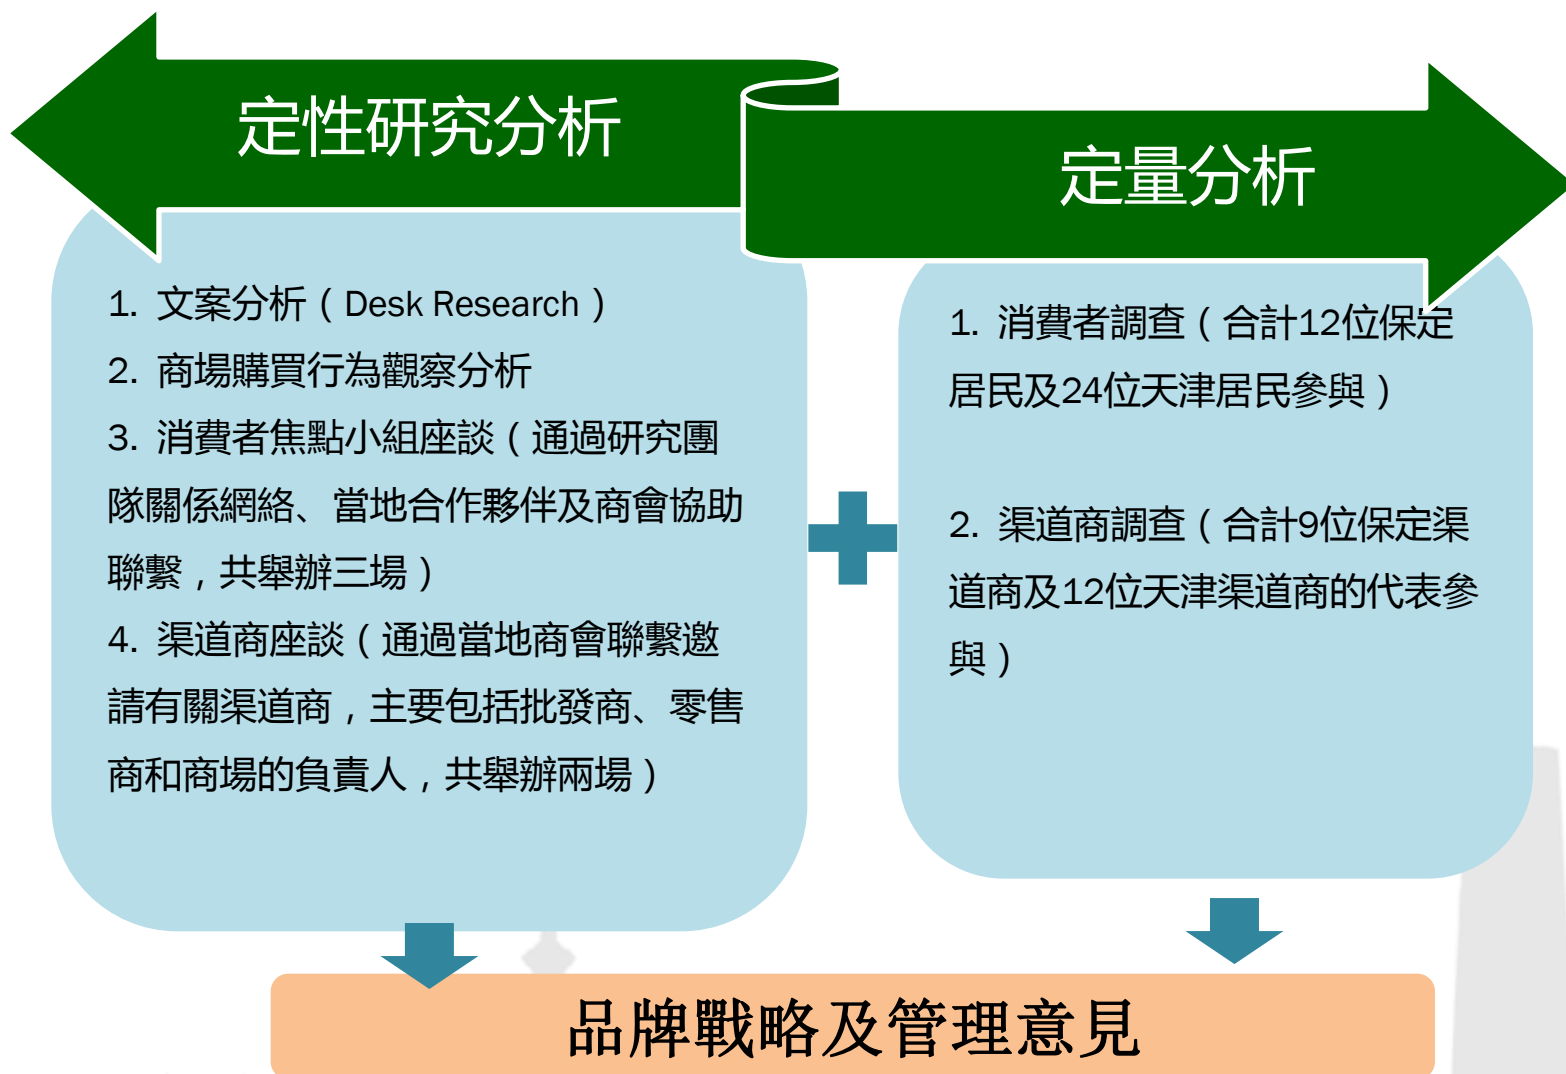 定性研究分析
定量分析
1. 文案分析（Desk Research）
2. 商場購買行為觀察分析
3. 消費者焦點小組座談（通過研究團
隊關係網絡、當地合作夥伴及商會協助
聯繫，共舉辦三場）
4. 渠道商座談（通過當地商會聯繫邀
請有關渠道商，主要包括批發商、零售
商和商場的負責人，共舉辦兩場）
1. 消費者調查（合計12位保定
居民及24位天津居民參與）
2. 渠道商調查（合計9位保定渠
道商及12位天津渠道商的代表參
與）
品牌戰略及管理意見